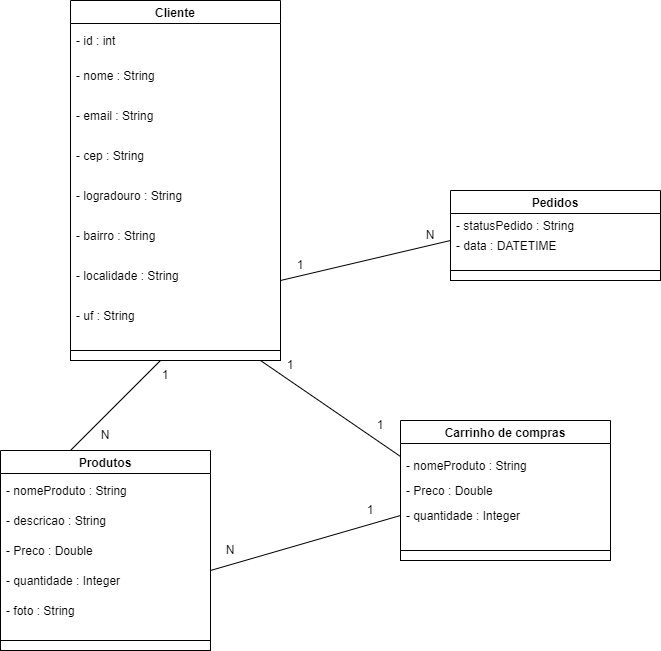 Cliente
- id : int
- nome : String
- email : String
- cep : String
- logradouro : String
- bairro : String
- localidade : String
- uf : String
Pedidos
- statusPedido : String
- data : DATETIME
1
N
1
N
1
1
Produtos
- nomeProduto : String
- descricao : String
- Preco : Double
- quantidade : Integer
- foto : String
Carrinho de compras
- nomeProduto : String
- Preco : Double
- quantidade : Integer
N
1